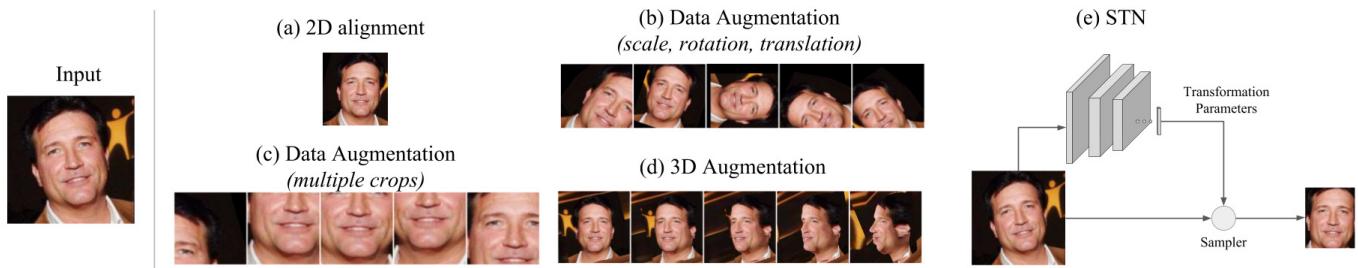 Input
(a) 2D alignment
(b) Data Augmentation
(scale, rotation, translation)
(c) Data Augmentation
(multiple crops)
(d) 3D Augmentation
(e) STN
Transformation
Parameters
Sampler